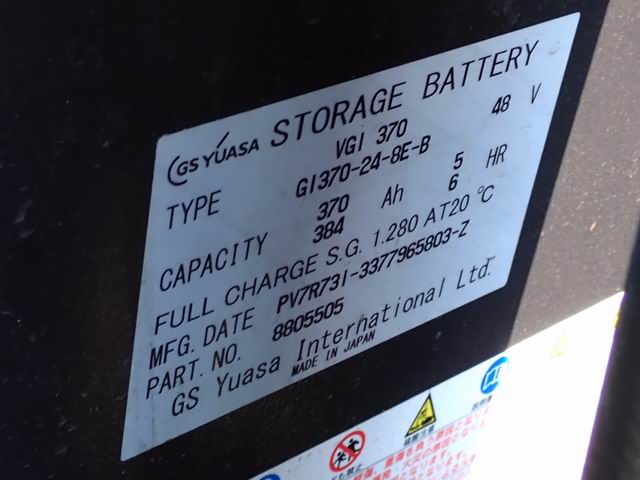 GS YUASA STORAGE BATTERY
VGI 370 48 V
TYPE GI370-24-8E-B
370 5
CAPACITY Ah HR
384 6
FULL CHARGE S.G. 1.280 AT20 ℃
MFG. DATE PV7R73I-3377965803-Z
PART. NO. 8805505
GS Yuasa International Ltd.
MADE IN JAPAN